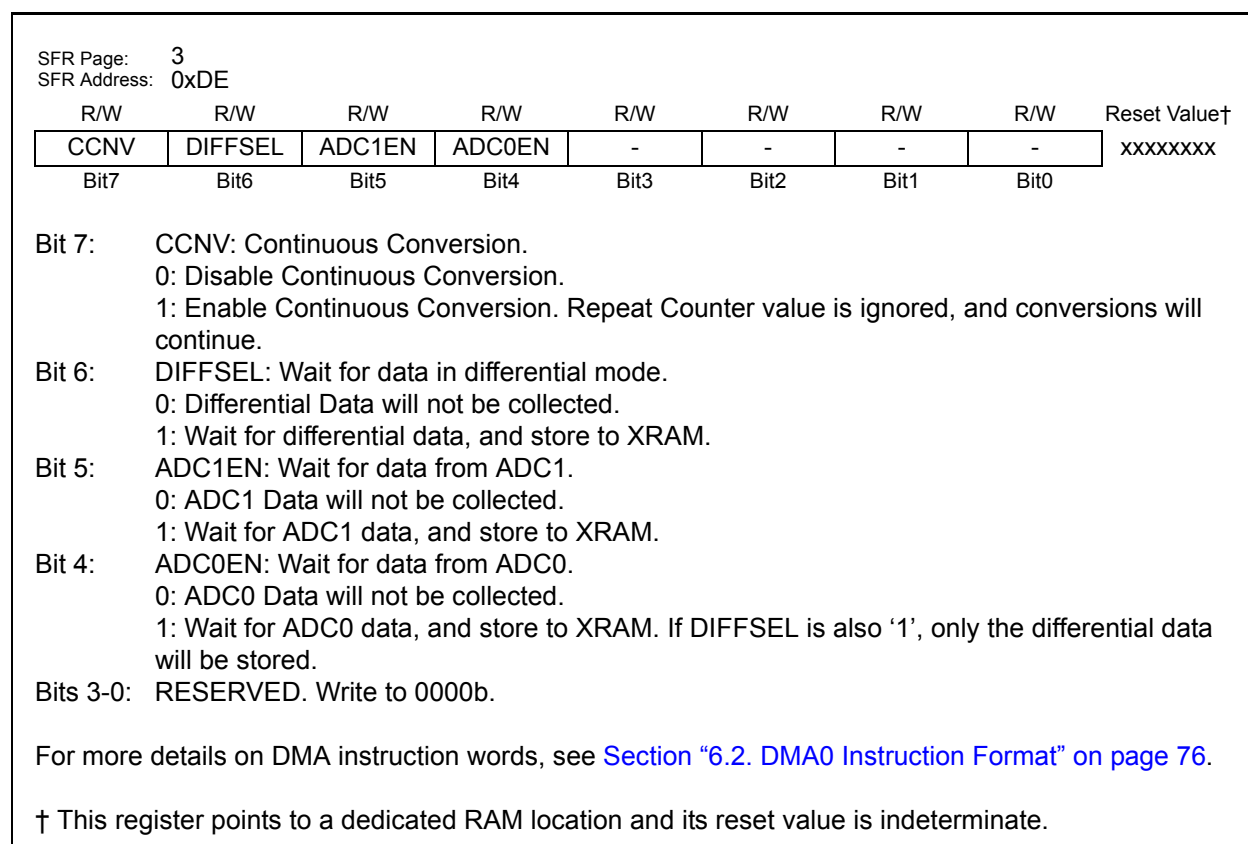 SFR Page: 3
SFR Address: 0xDE
R/W R/W R/W R/W R/W R/W R/W R/W Reset Value†
CCNV DIFFSEL ADC1EN ADC0EN - - - - xxxxxxxx
Bit7 Bit6 Bit5 Bit4 Bit3 Bit2 Bit1 Bit0
Bit 7: CCNV: Continuous Conversion.
0: Disable Continuous Conversion.
1: Enable Continuous Conversion. Repeat Counter value is ignored, and conversions will
continue.
Bit 6: DIFFSEL: Wait for data in differential mode.
0: Differential Data will not be collected.
1: Wait for differential data, and store to XRAM.
Bit 5: ADC1EN: Wait for data from ADC1.
0: ADC1 Data will not be collected.
1: Wait for ADC1 data, and store to XRAM.
Bit 4: ADC0EN: Wait for data from ADC0.
0: ADC0 Data will not be collected.
1: Wait for ADC0 data, and store to XRAM. If DIFFSEL is also ‘1’, only the differential data
will be stored.
Bits 3-0: RESERVED. Write to 0000b.
For more details on DMA instruction words, see Section “6.2. DMA0 Instruction Format” on page 76.
† This register points to a dedicated RAM location and its reset value is indeterminate.